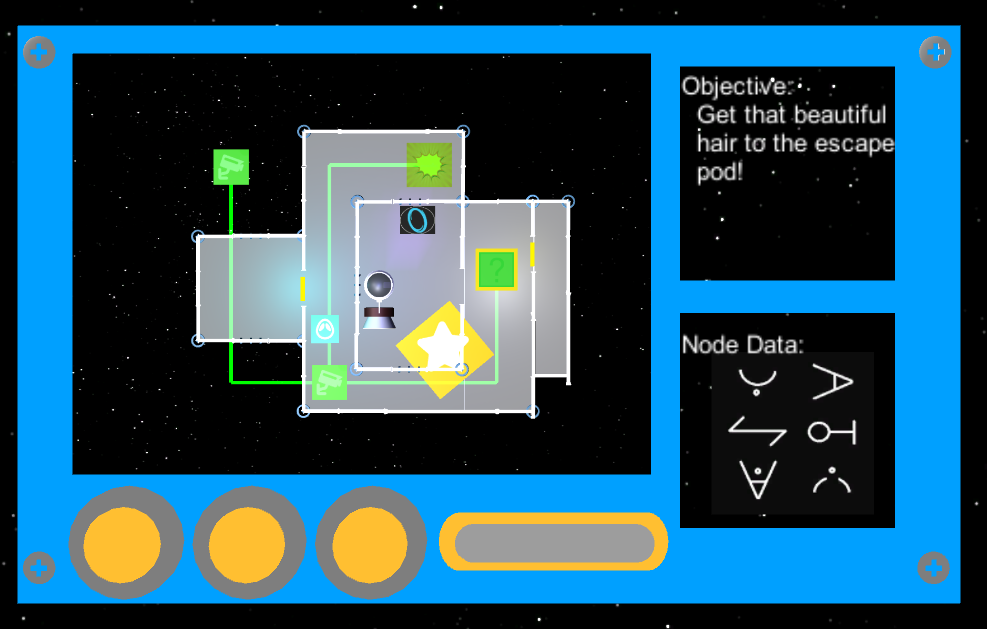 Objective:
Get that beautiful
hair to the escape
pod!
?
Node Data: